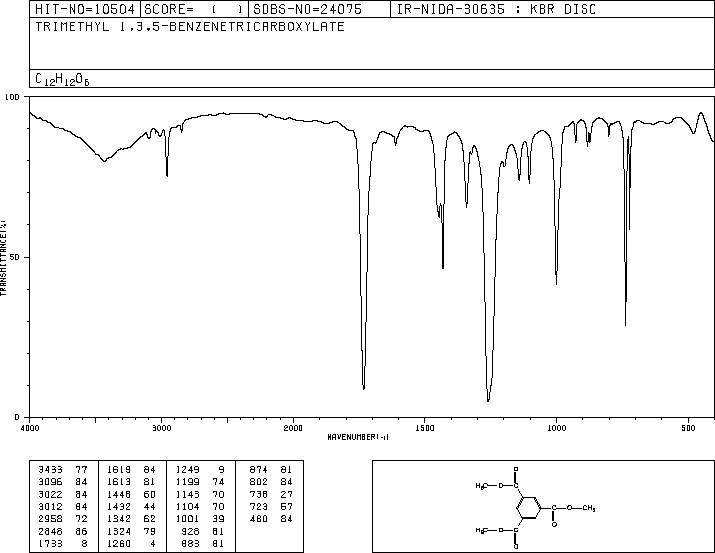 HIT-NO=10504 SCORE= ( ) SDBS-NO=24075 IR-NIDA-30635 : KBR DISC
TRIMETHYL 1,3,5-BENZENETRICARBOXYLATE
C12H12O6
100
50
0
TRANSMITTANCE(%)
4000 3000 2000 1500 1000 500
WAVENUMBER(-1)
3433 77 1619 84 1249 9 874 81
3096 84 1613 81 1199 74 802 84
3022 84 1448 60 1143 70 738 27
3012 84 1432 44 1104 70 723 57
2958 72 1342 62 1001 39 480 84
2848 86 1324 79 928 81
1733 8 1260 4 883 81
O
H3C—O—C
C—O—CH3
O
H3C—O—C
O